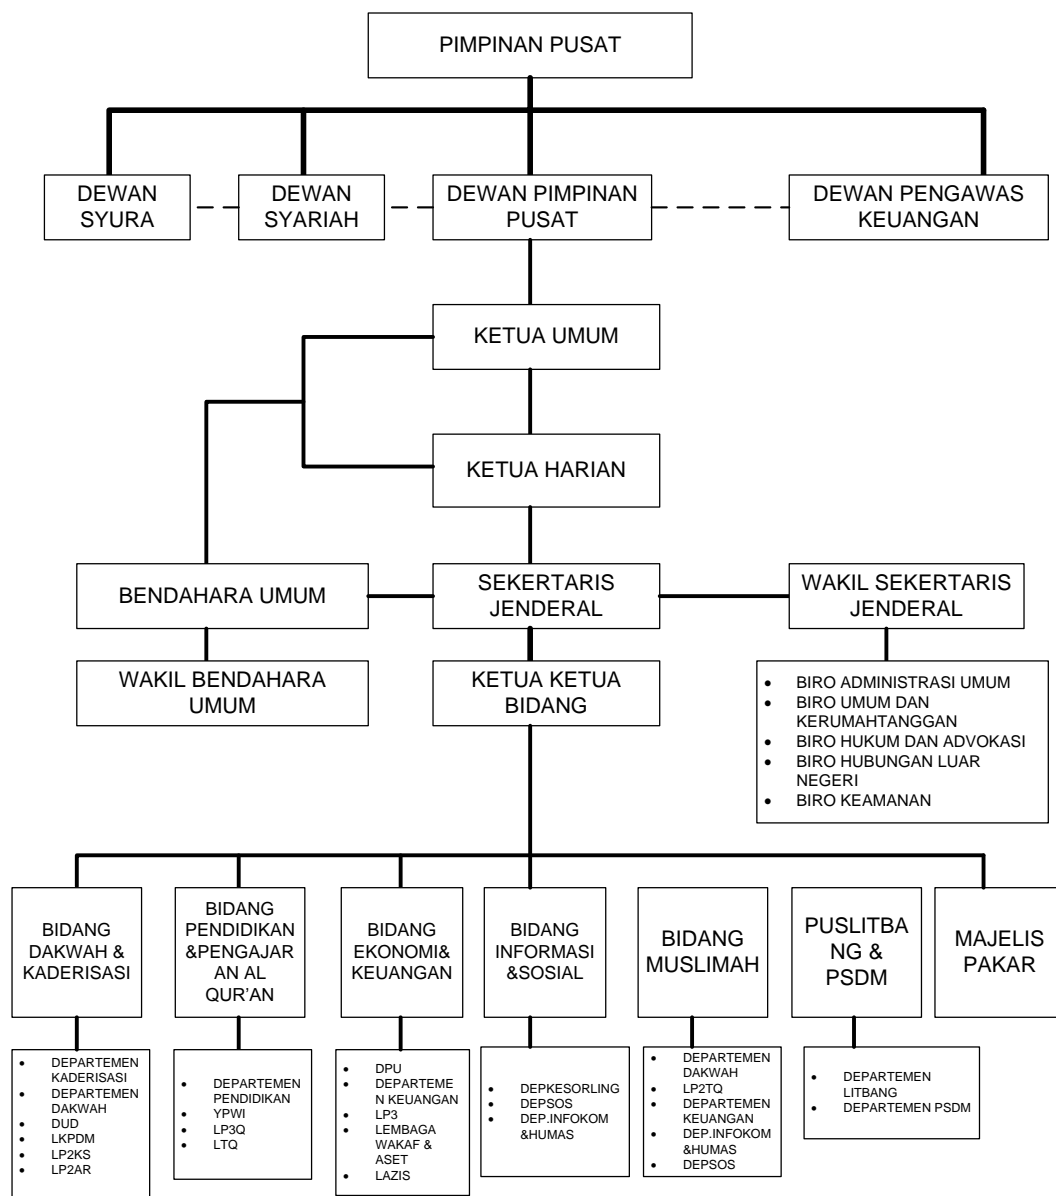 PIMPINAN PUSAT
DEWAN
SYURA
DEWAN
SYARIAH
DEWAN PIMPINAN
PUSAT
DEWAN PENGAWAS
KEUANGAN
KETUA UMUM
KETUA HARIAN
BENDAHARA UMUM
SEKERTARIS
JENDERAL
WAKIL SEKERTARIS
JENDERAL
WAKIL BENDAHARA
UMUM
KETUA KETUA
BIDANG
• BIRO ADMINISTRASI UMUM
• BIRO UMUM DAN
KERUMAHTANGGAN
• BIRO HUKUM DAN ADVOKASI
• BIRO HUBUNGAN LUAR
NEGERI
• BIRO KEAMANAN
BIDANG
DAKWAH &
KADERISASI
BIDANG
PENDIDIKAN
&PENGAJAR
AN AL
QUR’AN
BIDANG
EKONOMI&
KEUANGAN
BIDANG
INFORMASI
&SOSIAL
BIDANG
MUSLIMAH
PUSLITBA
NG &
PSDM
MAJELIS
PAKAR
• DEPARTEMEN
KADERISASI
• DEPARTEMEN
DAKWAH
• DUD
• LKPDM
• LP2KS
• LP2AR
• DEPARTEMEN
PENDIDIKAN
• YPWI
• LP3Q
• LTQ
• DPU
• DEPARTEME
N KEUANGAN
• LP3
• LEMBAGA
WAKAF &
ASET
• LAZIS
• DEPKESORLING
• DEPSOS
• DEP.INFOKOM
&HUMAS
• DEPARTEMEN
DAKWAH
• LP2TQ
• DEPARTEMEN
KEUANGAN
• DEP.INFOKOM
&HUMAS
• DEPSOS
• DEPARTEMEN
LITBANG
• DEPARTEMEN PSDM